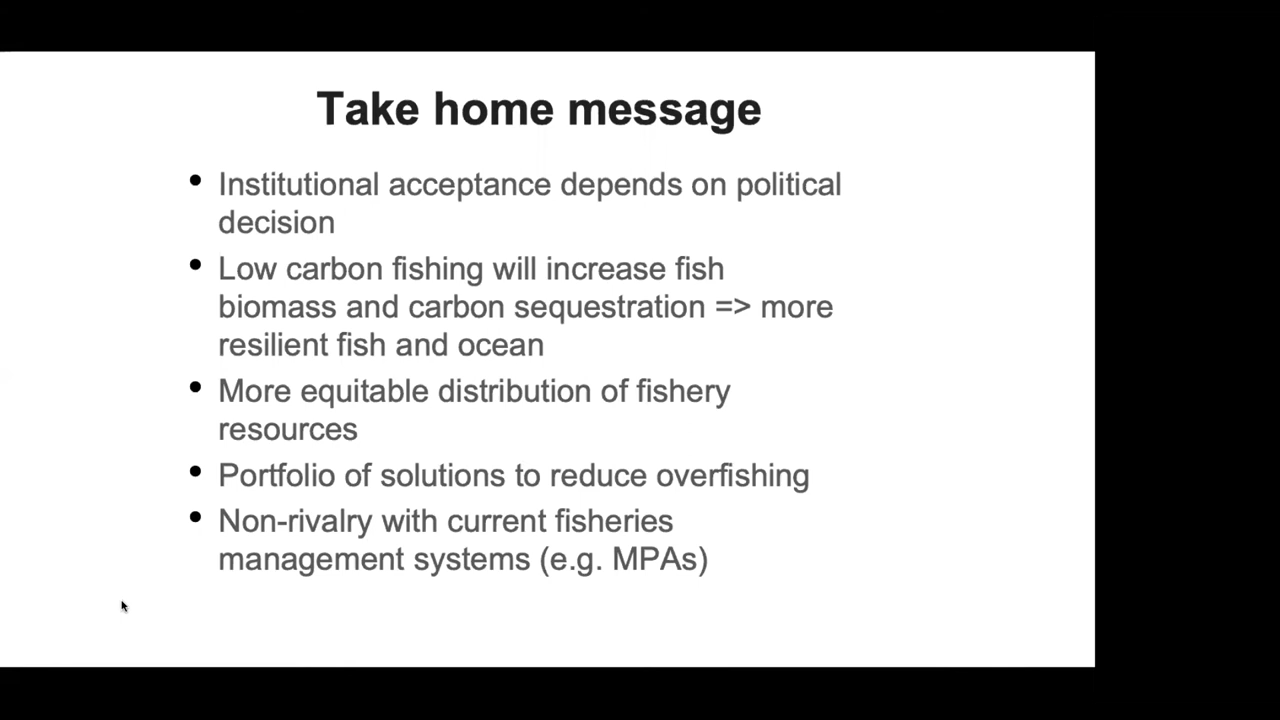 Take home message
• Institutional acceptance depends on political
decision
• Low carbon fishing will increase fish
biomass and carbon sequestration => more
resilient fish and ocean
• More equitable distribution of fishery
resources
• Portfolio of solutions to reduce overfishing
• Non-rivalry with current fisheries
management systems (e.g. MPAs)